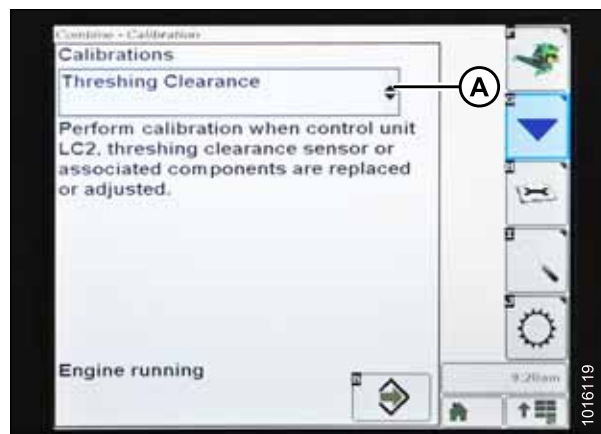 Combine - Calibration
Calibrations
Threshing Clearance
A
Perform calibration when control unit
LC2, threshing clearance sensor or
associated components are replaced
or adjusted.
Engine running
9:20am
1016119